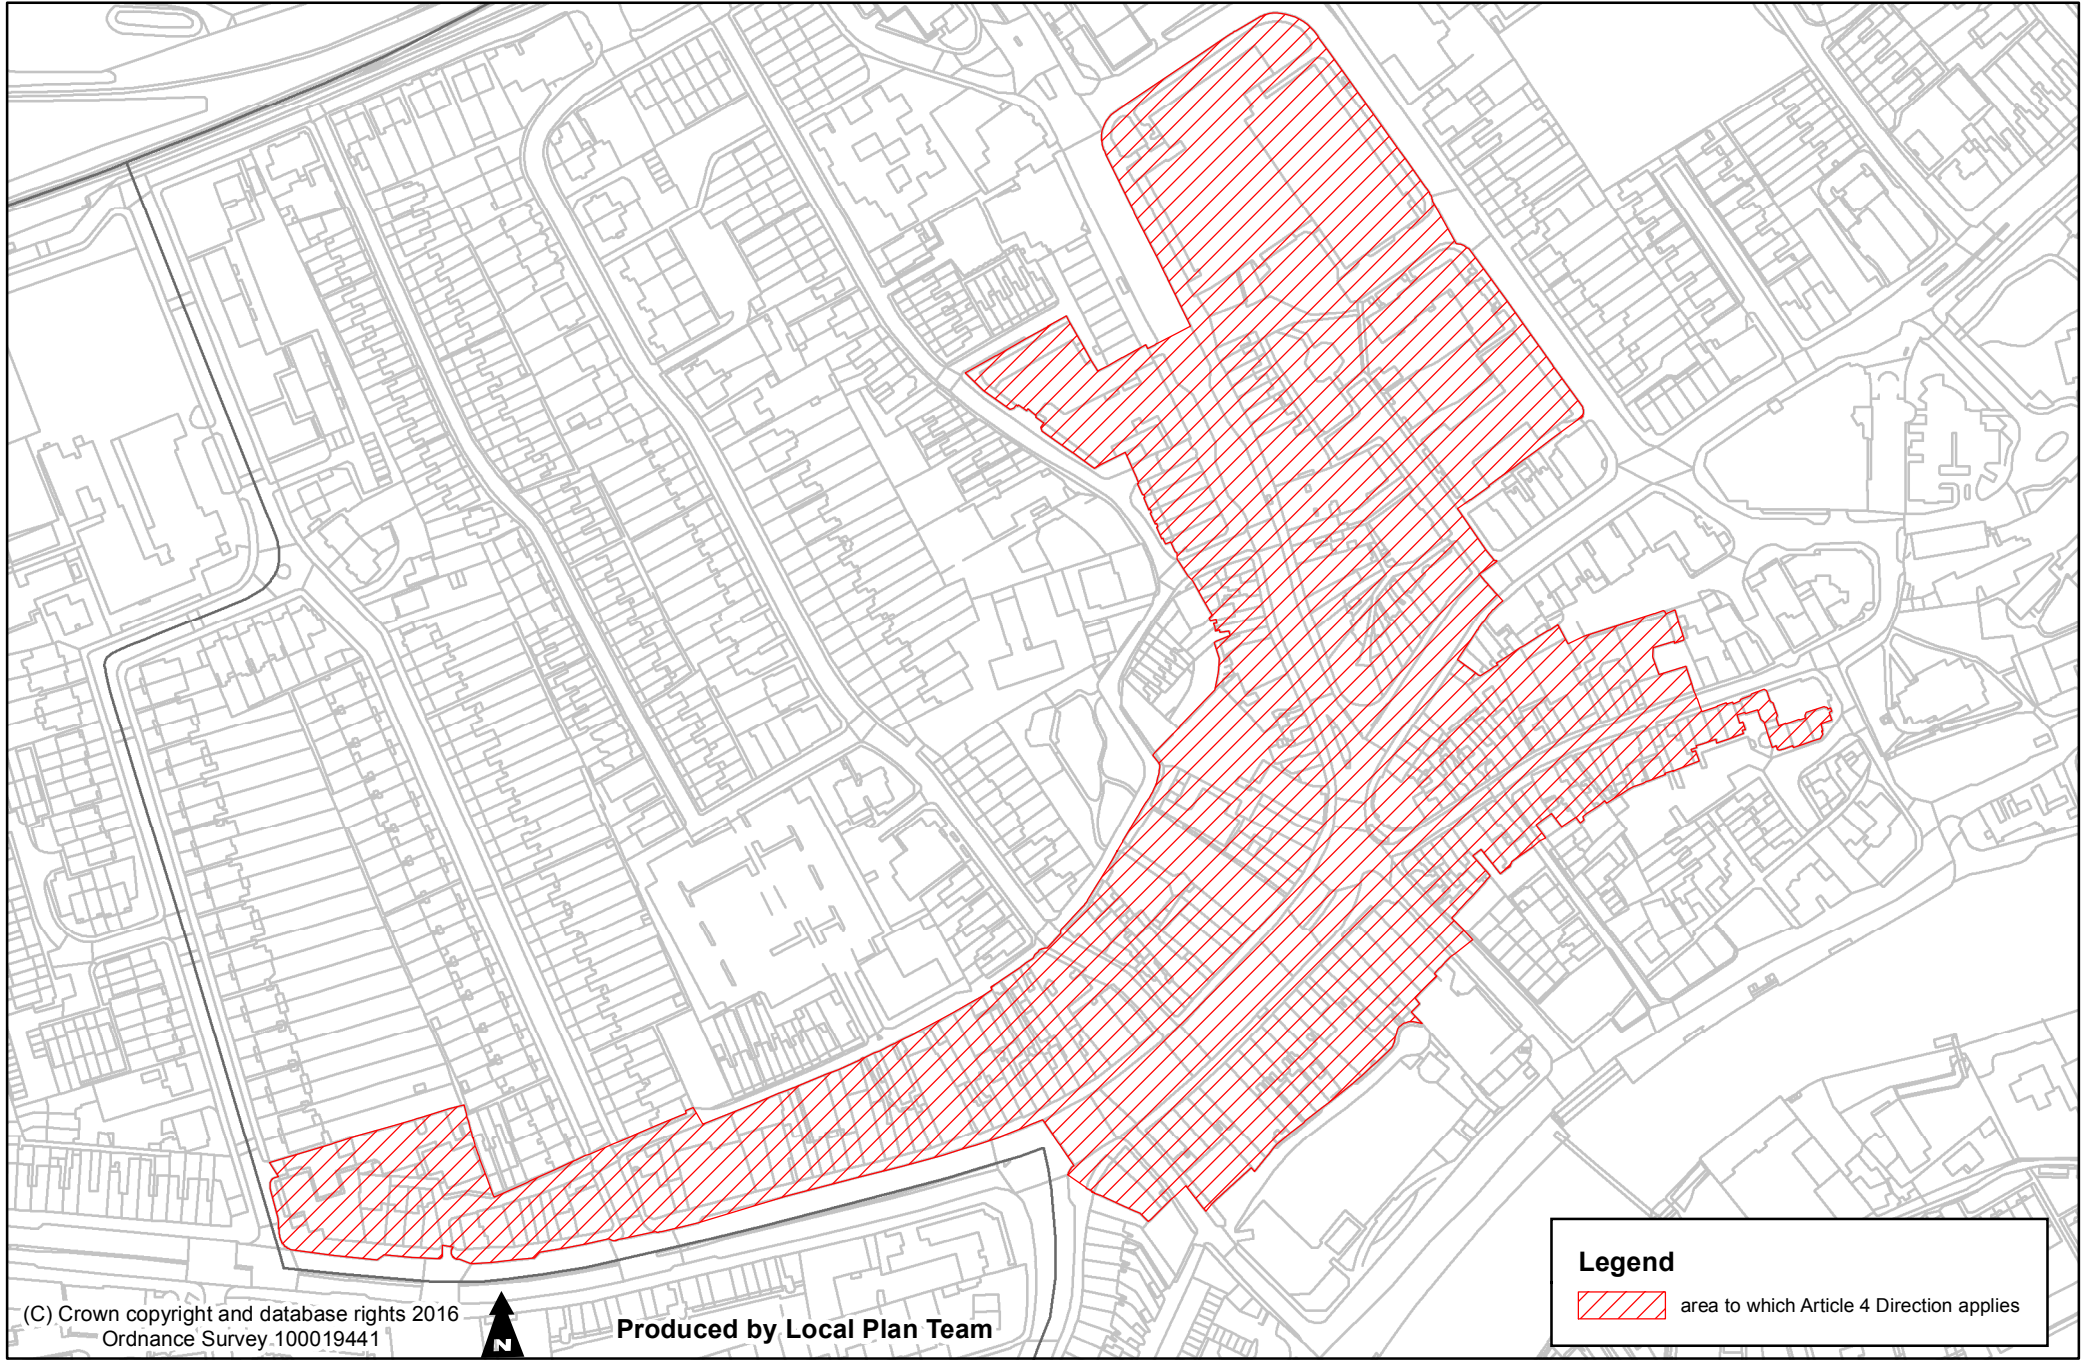 Legend
area to which Article 4 Direction applies
(C) Crown copyright and database rights 2016
Ordnance Survey 100019441
N
Produced by Local Plan Team